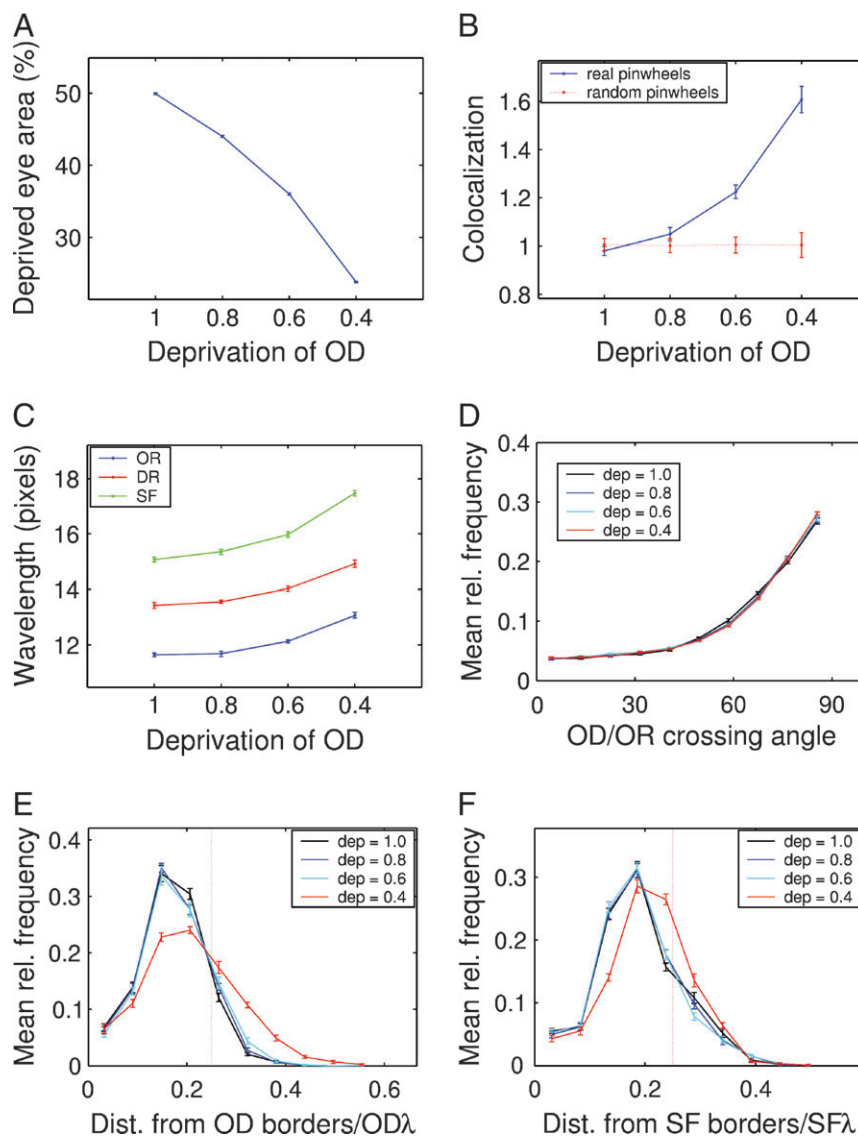 A
Deprived eye area (%)
50
40
30
1 0.8 0.6 0.4
Deprivation of OD
B
real pinwheels
random pinwheels
Colocalization
1.6
1.4
1.2
1
0.8
1 0.8 0.6 0.4
Deprivation of OD
C
OR
DR
SF
Wavelength (pixels)
18
16
14
12
1 0.8 0.6 0.4
Deprivation of OD
D
dep = 1.0
dep = 0.8
dep = 0.6
dep = 0.4
Mean rel. frequency
0.4
0.3
0.2
0.1
0
0 30 60 90
OD/OR crossing angle
E
dep = 1.0
dep = 0.8
dep = 0.6
dep = 0.4
Mean rel. frequency
0.4
0.3
0.2
0.1
0
0 0.2 0.4 0.6
Dist. from OD borders/ODλ
F
dep = 1.0
dep = 0.8
dep = 0.6
dep = 0.4
Mean rel. frequency
0.3
0.2
0.1
0
0 0.2 0.4
Dist. from SF borders/SFλ